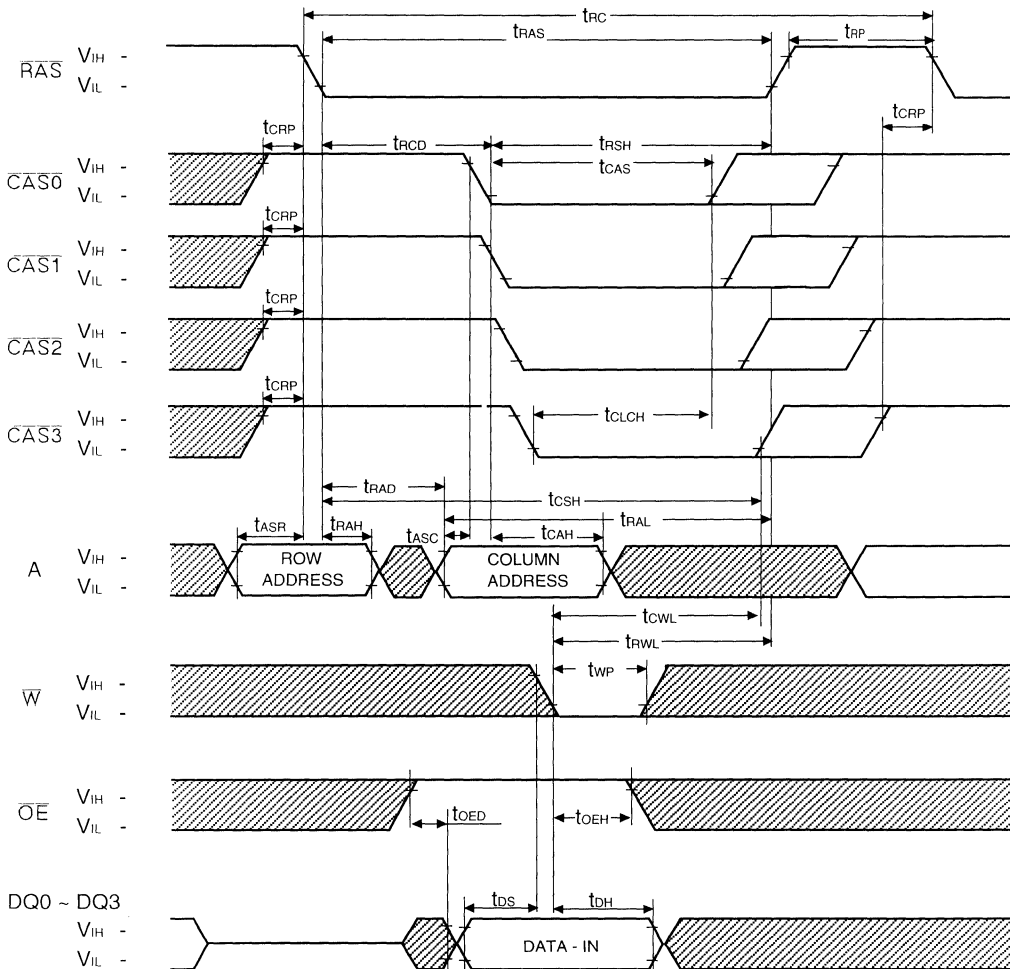 tRC
tRAS
tRP
RAS
VIH -
VIL -
tCRP
tCRP
tRCD
tRSH
CAS0
VIH -
VIL -
tCAS
tCRP
CAS1
VIH -
VIL -
tCRP
CAS2
VIH -
VIL -
tCRP
CAS3
VIH -
VIL -
tCLCH
tRAD
tCSH
tRAL
tASR
tRAH
tASC
tCAH
A
VIH -
VIL -
ROW
ADDRESS
COLUMN
ADDRESS
tCWL
tRWL
W
VIH -
VIL -
tWP
OE
VIH -
VIL -
tOED
tOEH
DQ0 ~ DQ3
VIH -
VIL -
tDS
tDH
DATA - IN